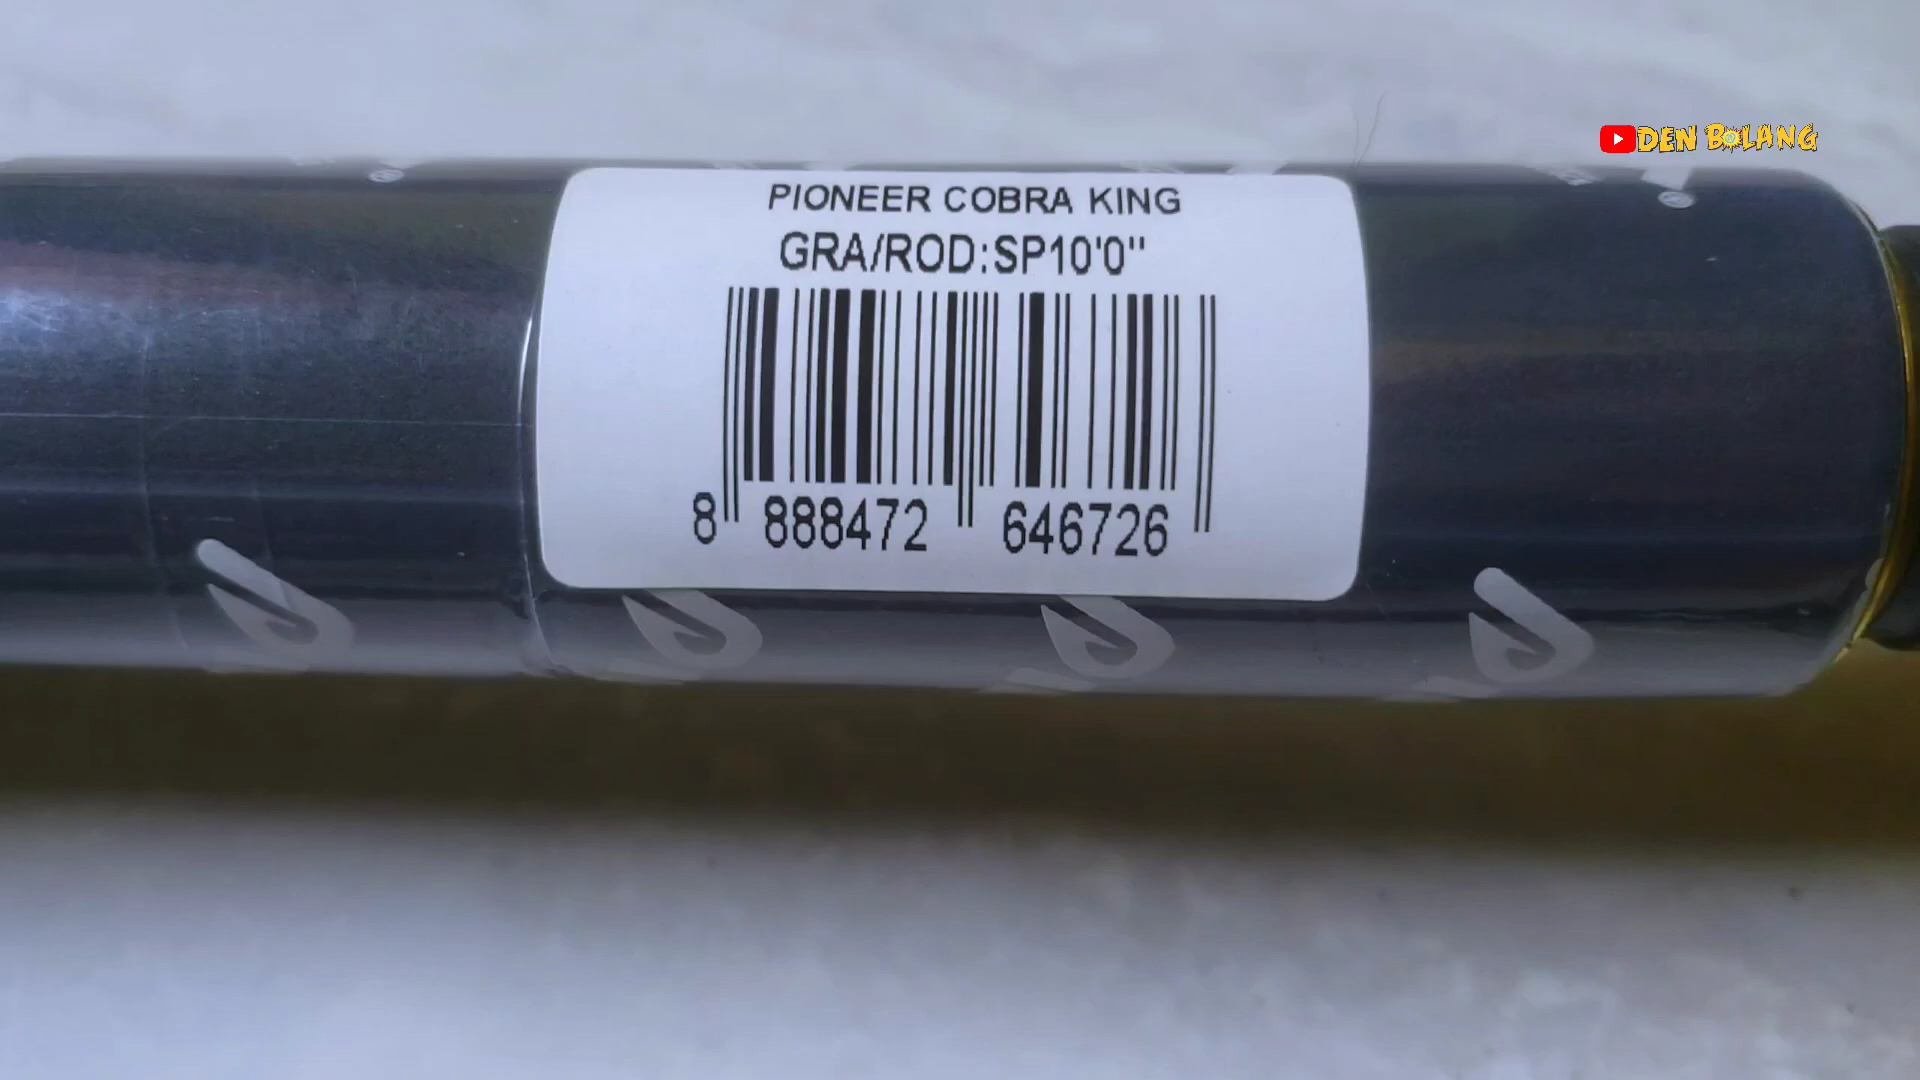 DEN BOLANG
PIONEER COBRA KING
GRA/ROD:SP10'0"
8 888472 646726